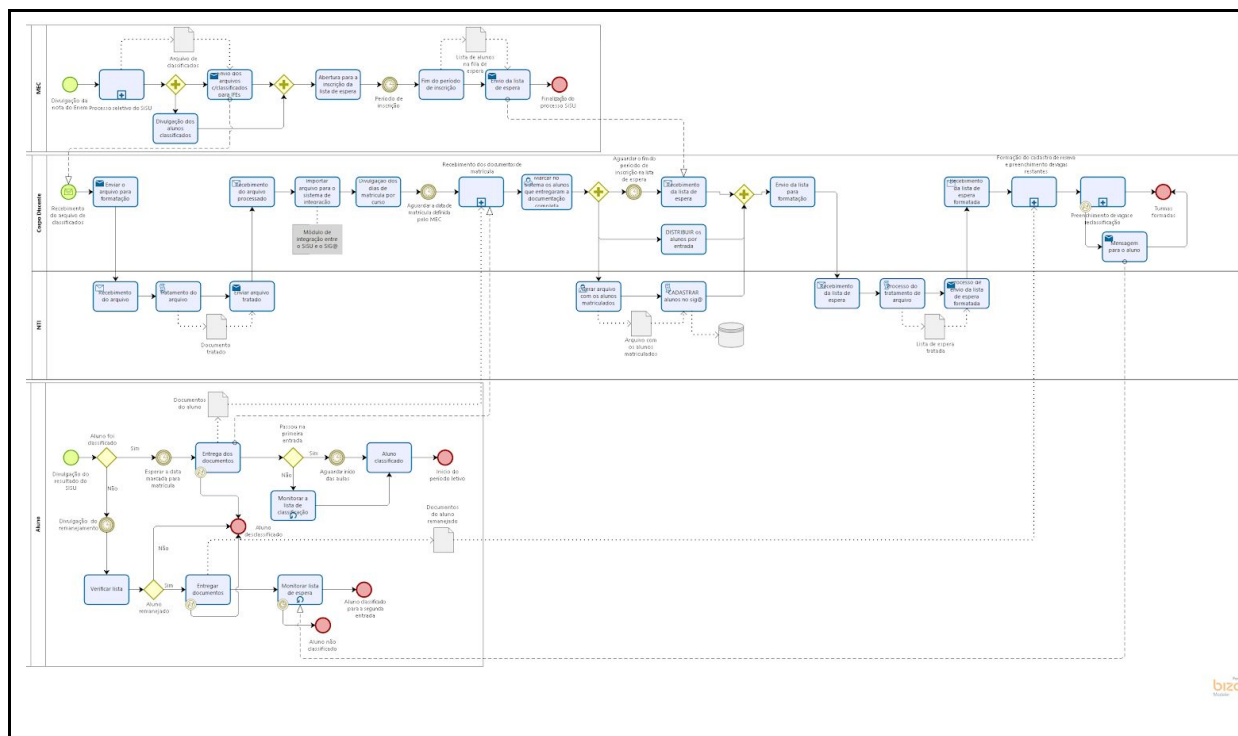 MEC
Arquivo de
classificados
Lista de alunos
na fila de
espera
Divulgação da
nota do Enem
Processo seletivo do SISU
Envio dos
arquivos
c/classificados
para IFEs
Divulgação dos
alunos
classificados
Abertura para a
inscrição da
lista de espera
Período de
inscrição
Fim do período
de inscrição
Envio da lista
de espera
Finalização do
processo SISU
Corpo Discente
Recebimento
do arquivo de
classificados
Enviar o
arquivo para
formatação
Recebimento
do arquivo
processado
Importar
arquivo para o
sistema de
integração
Módulo de
integração entre
o SISU e o SIG@
Divulgação dos
dias de
matrícula por
curso
Aguardar a data de
matrícula definida
pelo MEC
Recebimento dos documento de
matrícula
Marcar no
sistema os alunos
que entregaram a
documentação
completa
Aguardar o fim do
período de
inscrição na lista
de espera
Recebimento
da lista de
espera
DISTRIBUIR os
alunos por
entrada
Envio da lista
para
formatação
Recebimento
da lista de
espera
formatada
Formação do cadastro de reserva
e preenchimento de vagas
restantes
Preenchimento de vagas e
reclassificação
Mensagem
para o aluno
Turmas
formadas
NTI
Recebimento
do arquivo
Tratamento do
arquivo
Enviar arquivo
tratado
Documento
tratado
Gerar arquivo
com os alunos
matriculados
CADASTRAR
alunos no sig@
Arquivo com
os alunos
matriculados
Recebimento
da lista de
espera
Processo do
tratamento de
arquivo
Processo de
envio da lista
de espera
formatada
Lista de espera
tratada
Aluno
Documentos
do aluno
Divulgação do
resultado do
SISU
Aluno foi
classificado
Sim
Não
Esperar a data
marcada para
matrícula
Entrega dos
documentos
Passou na
primeira
entrada
Sim
Não
Aguarda início
das aulas
Aluno
classificado
Início do
período letivo
Monitorar a
lista de
classificação
Divulgação do
remanejamento
Aluno
desclassificado
Documentos
do aluno
remanejado
Verificar lista
Não
Sim
Aluno
remanejado
Entregar
documentos
Monitorar lista
de espera
Aluno classificado
para a segunda
entrada
Aluno não
classificado